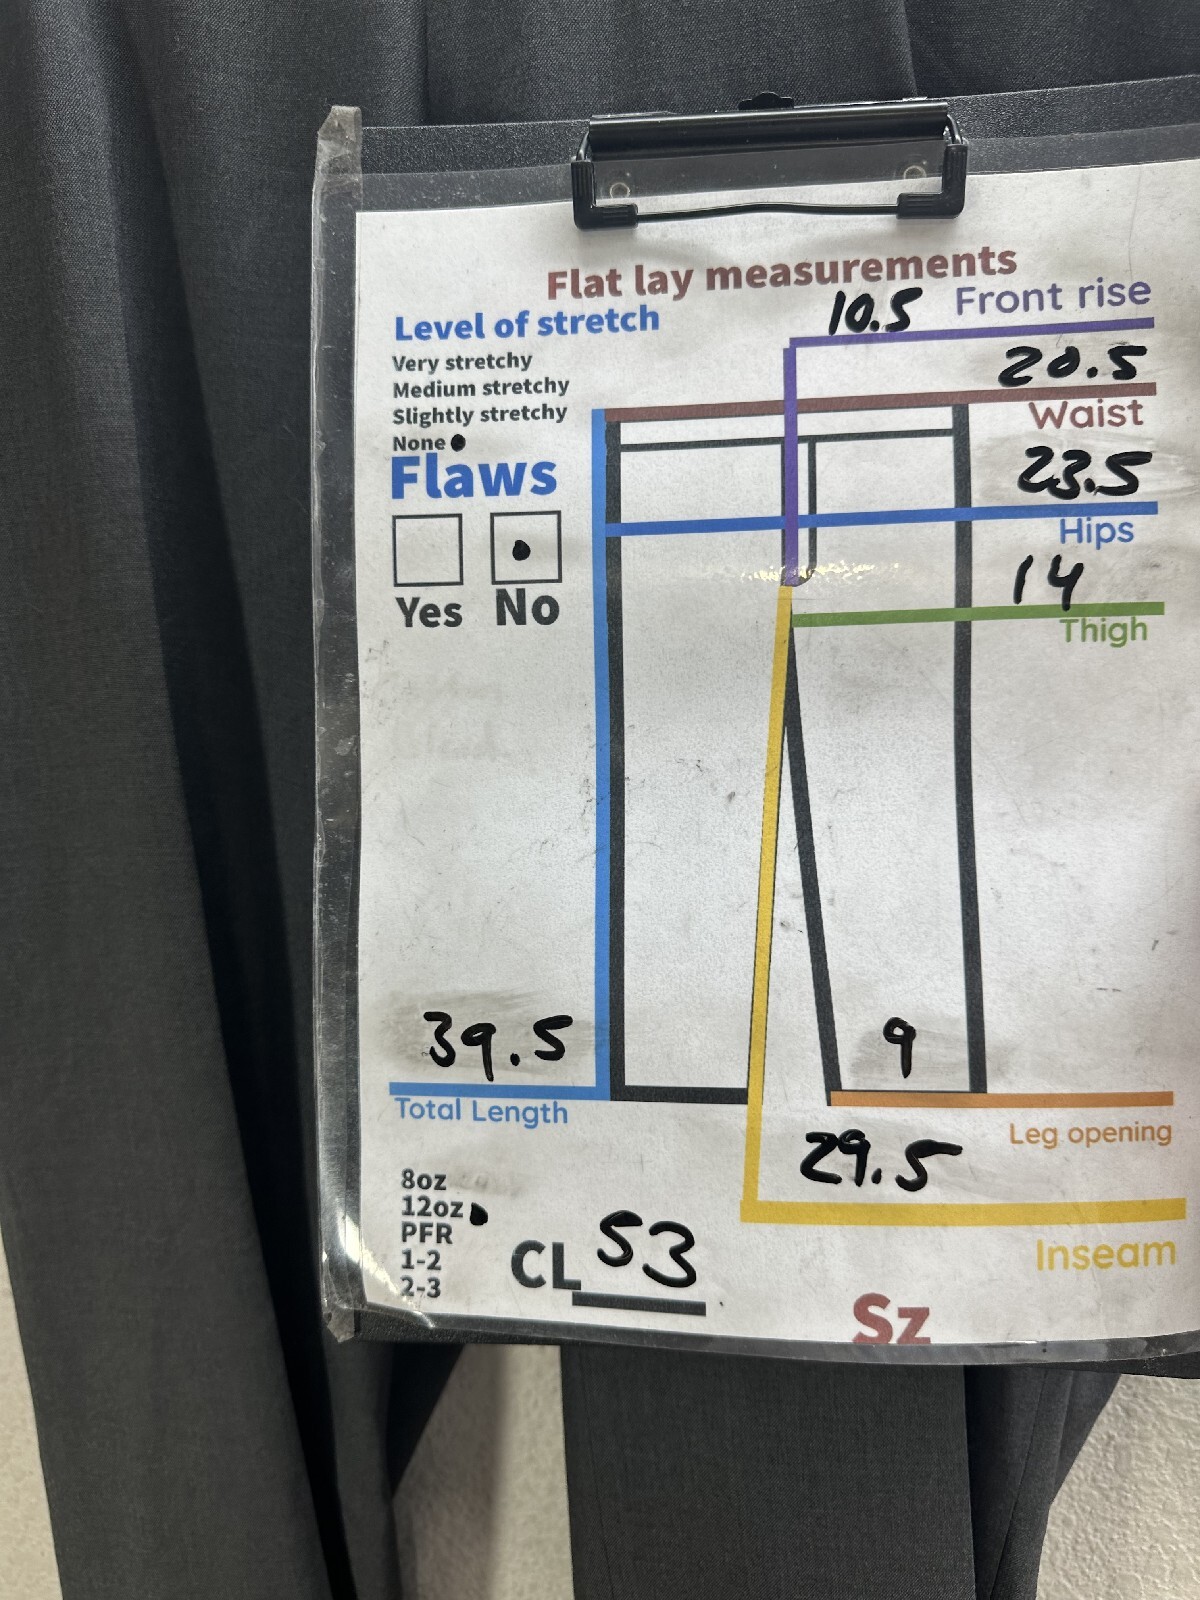 Flat lay measurements
10.5 Front rise
Level of stretch
Very stretchy
Medium stretchy
Slightly stretchy
None
20.5
Waist
23.5
Hips
14
Thigh
Flaws
Yes No
39.5
Total Length
9
Leg opening
29.5
Inseam
8oz
12oz
PFR
1-2
2-3
CL 53
Sz